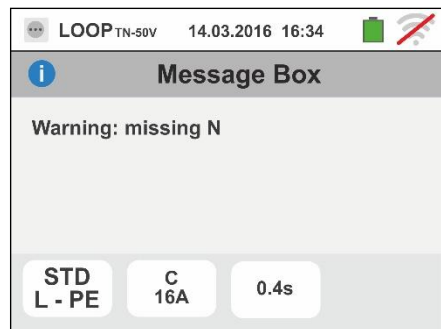 LOOP TN-50V 14.03.2016 16:34
Message Box
Warning: missing N
STD
L - PE
C
16A
0.4s